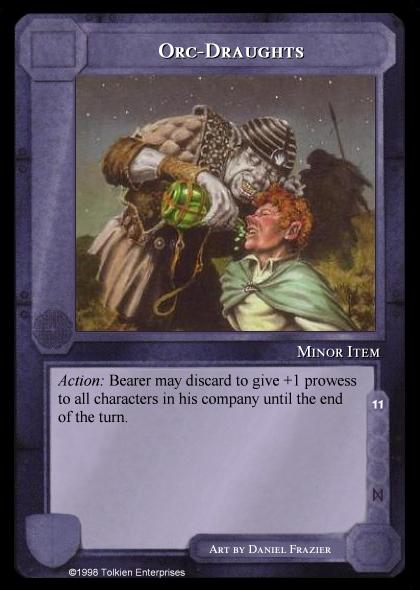 Orc-Draughts
Minor Item
Action: Bearer may discard to give +1 prowess
to all characters in his company until the end
of the turn.
11
Art by Daniel Frazier
©1998 Tolkien Enterprises